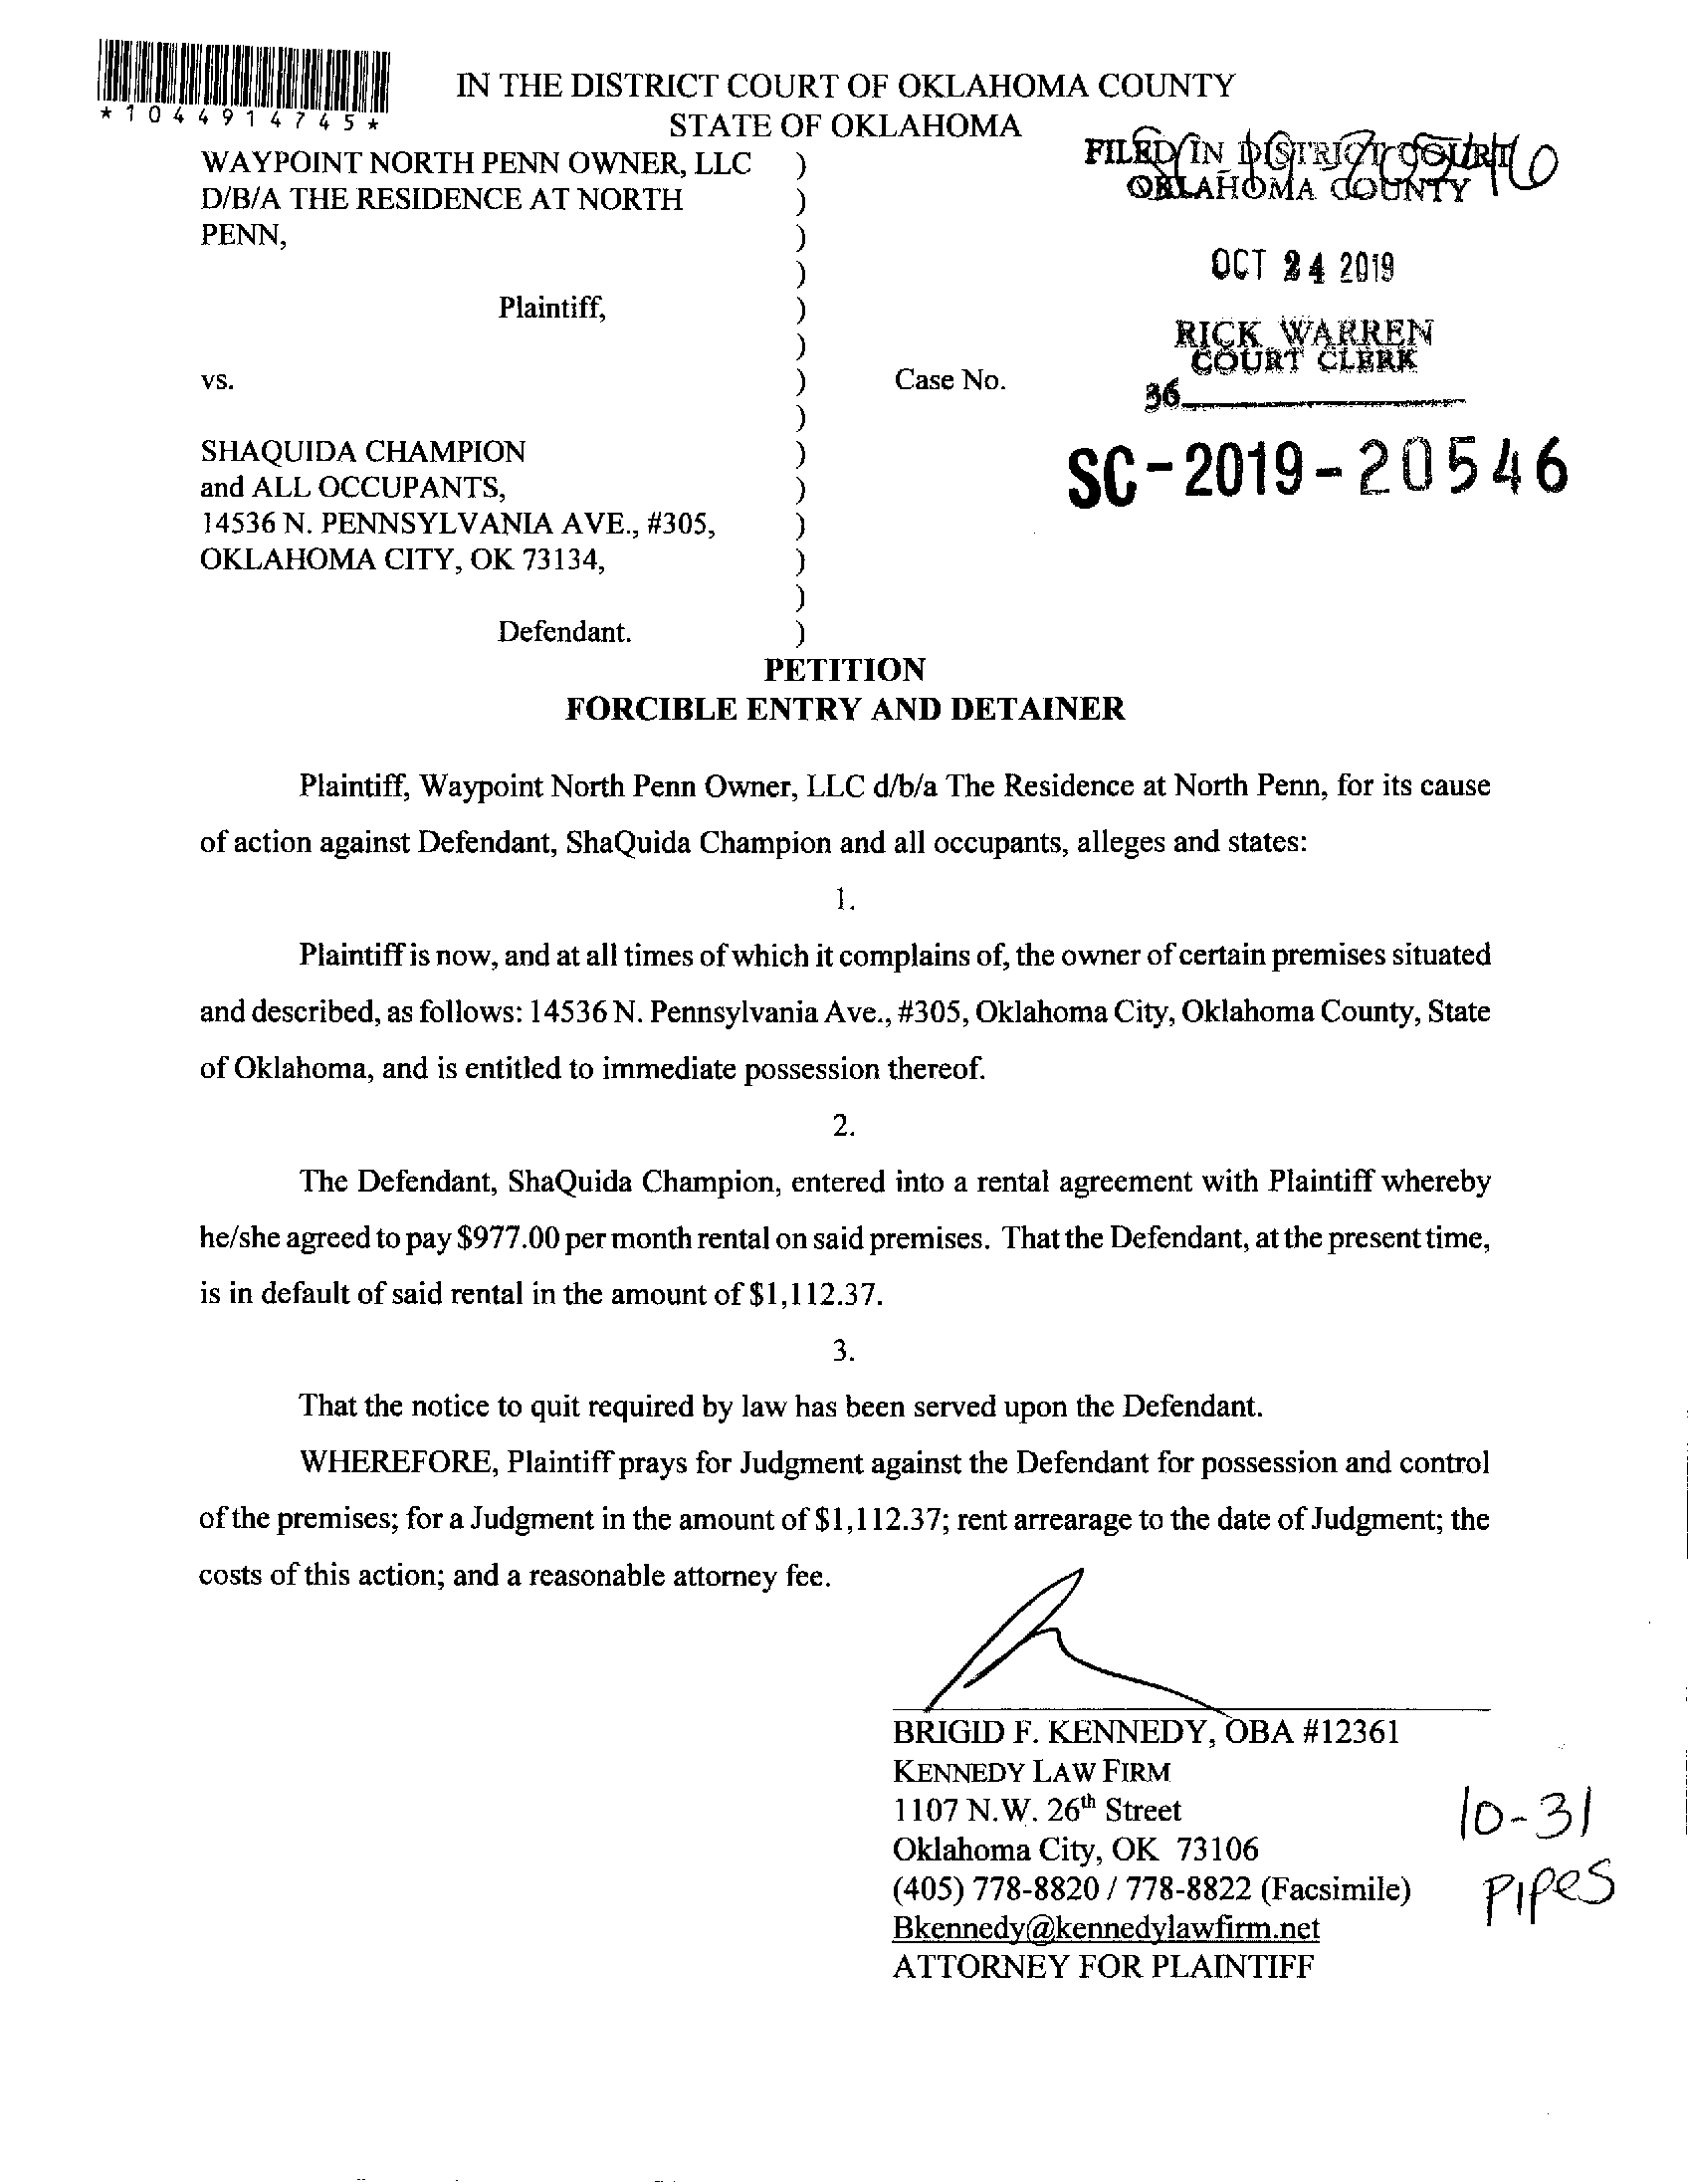 *1044914745*
IN THE DISTRICT COURT OF OKLAHOMA COUNTY
STATE OF OKLAHOMA
WAYPOINT NORTH PENN OWNER, LLC )
D/B/A THE RESIDENCE AT NORTH )
PENN, )
)
Plaintiff, )
)
vs. ) Case No.
)
SHAQUIDA CHAMPION )
and ALL OCCUPANTS, )
14536 N. PENNSYLVANIA AVE., #305, )
OKLAHOMA CITY, OK 73134, )
)
Defendant. )
FILED IN DISTRICT COURT
OKLAHOMA COUNTY
OCT 24 2019
RICK WARREN
COURT CLERK
36
SC-2019-20546
PETITION
FORCIBLE ENTRY AND DETAINER
Plaintiff, Waypoint North Penn Owner, LLC d/b/a The Residence at North Penn, for its cause
of action against Defendant, ShaQuida Champion and all occupants, alleges and states:
1.
Plaintiff is now, and at all times of which it complains of, the owner of certain premises situated
and described, as follows: 14536 N. Pennsylvania Ave., #305, Oklahoma City, Oklahoma County, State
of Oklahoma, and is entitled to immediate possession thereof.
2.
The Defendant, ShaQuida Champion, entered into a rental agreement with Plaintiff whereby
he/she agreed to pay $977.00 per month rental on said premises. That the Defendant, at the present time,
is in default of said rental in the amount of $1,112.37.
3.
That the notice to quit required by law has been served upon the Defendant.
WHEREFORE, Plaintiff prays for Judgment against the Defendant for possession and control
of the premises; for a Judgment in the amount of $1,112.37; rent arrearage to the date of Judgment; the
costs of this action; and a reasonable attorney fee.
BRIGID F. KENNEDY, OBA #12361
KENNEDY LAW FIRM
1107 N.W. 26th Street
Oklahoma City, OK 73106
(405) 778-8820 / 778-8822 (Facsimile)
Bkennedy@kennedylawfirm.net
ATTORNEY FOR PLAINTIFF
10-31
PIPes